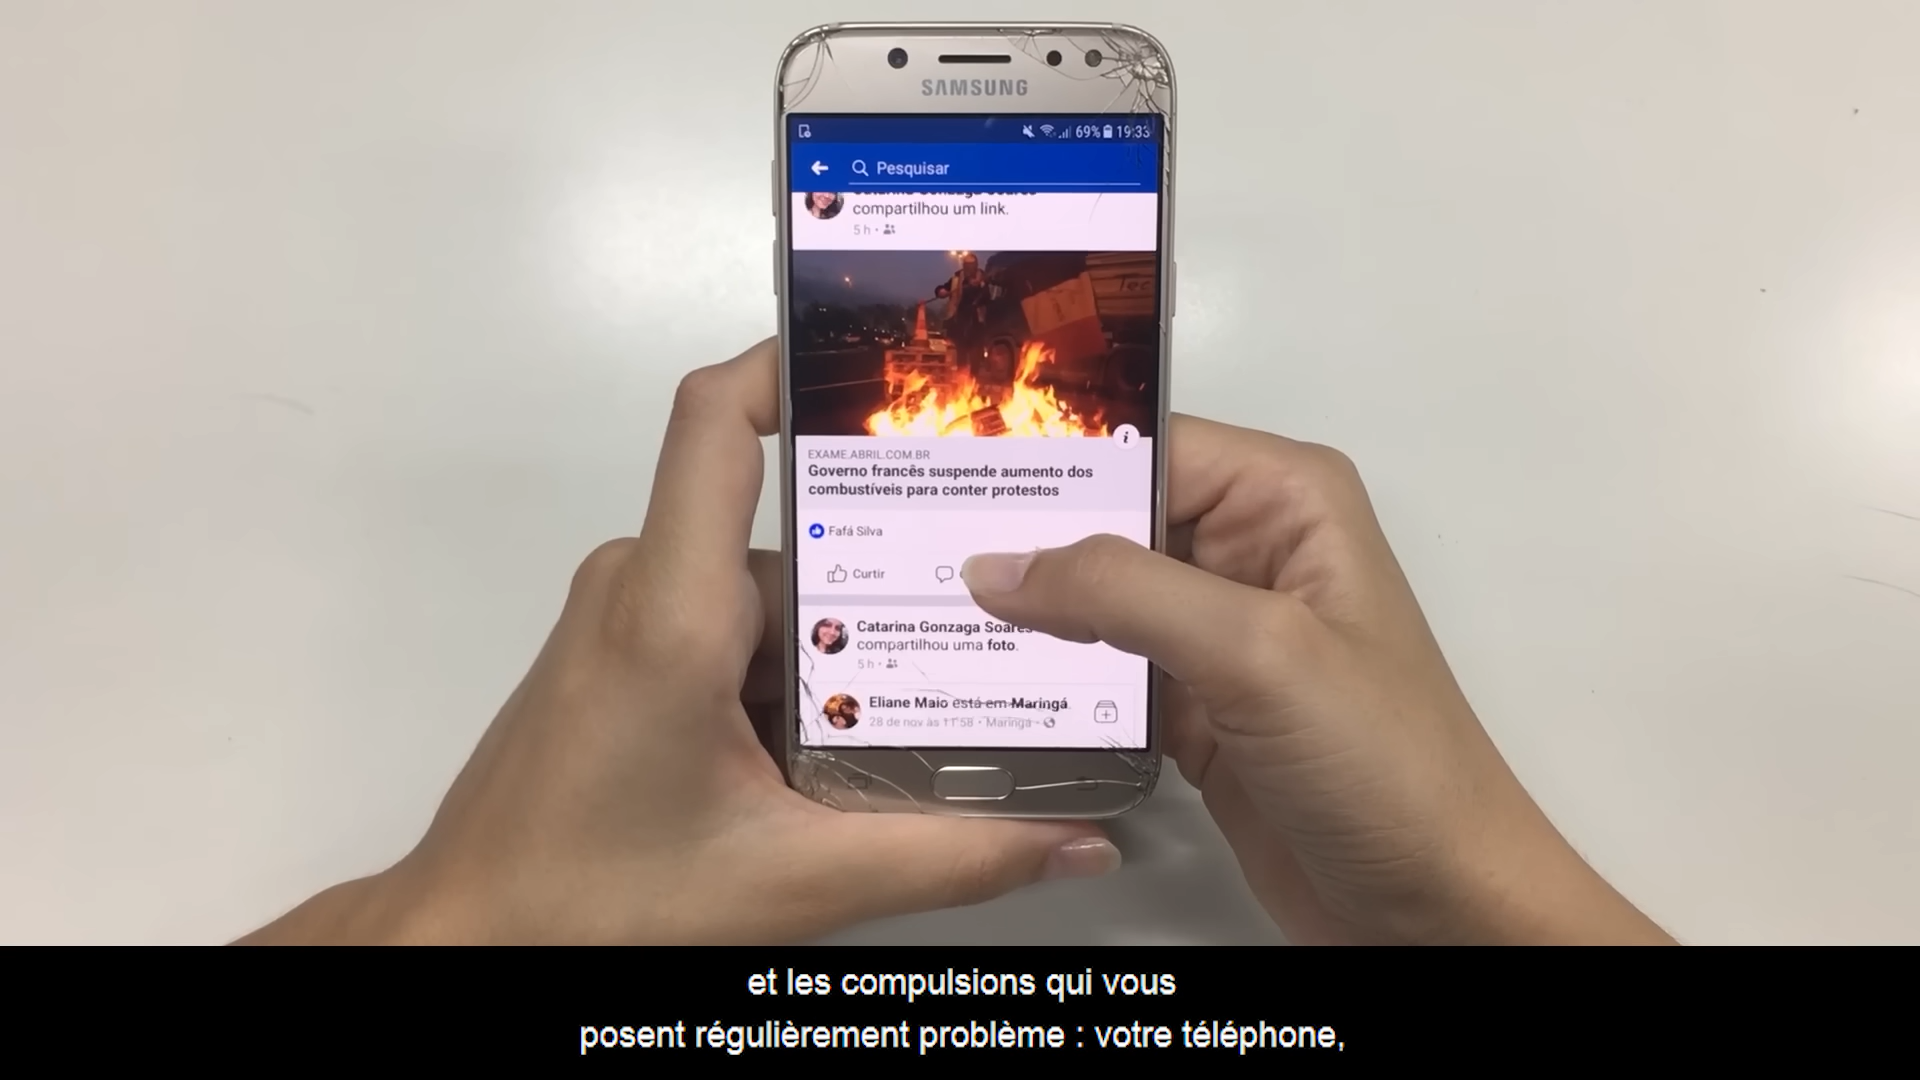 SAMSUNG
69% 19:33
Pesquisar
compartilhou um link.
5 h
Tec
EXAME.ABRIL.COM.BR
Governo francês suspende aumento dos
combustíveis para conter protestos
Fafá Silva
Curtir
Catarina Gonzaga Soares
compartilhou uma foto.
5 h
Eliane Maio está em Maringá.
28 de nov às 11:58 • Maringá
et les compulsions qui vous
posent régulièrement problème : votre téléphone,